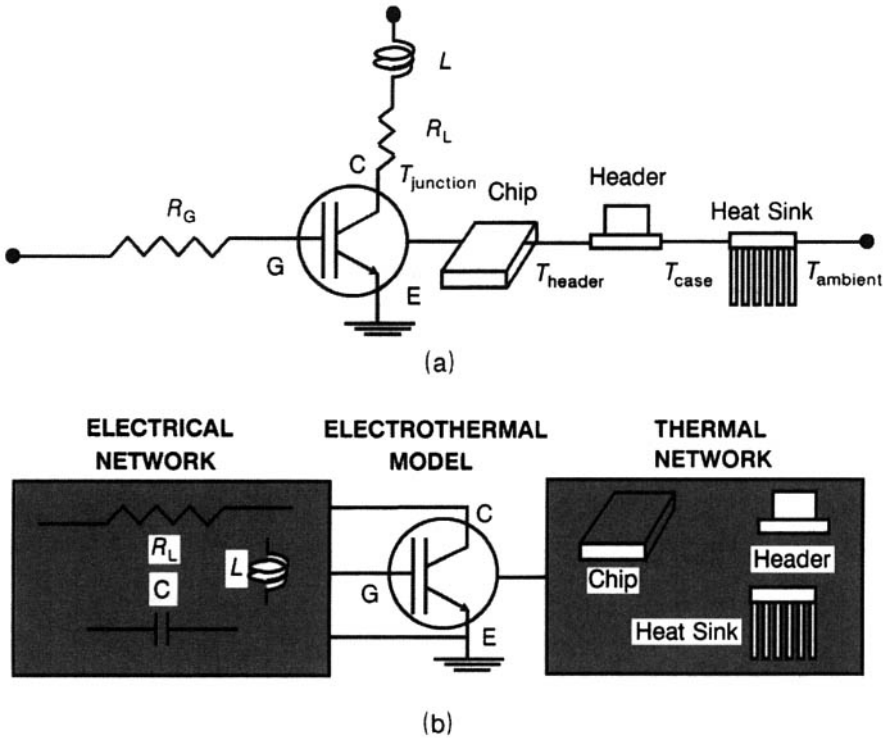 L
R_L
C
T_junction
Chip
Header
Heat Sink
R_G
G
E
T_header
T_case
T_ambient
(a)
ELECTRICAL NETWORK
ELECTROTHERMAL MODEL
THERMAL NETWORK
R_L
L
C
C
G
E
Chip
Header
Heat Sink
(b)